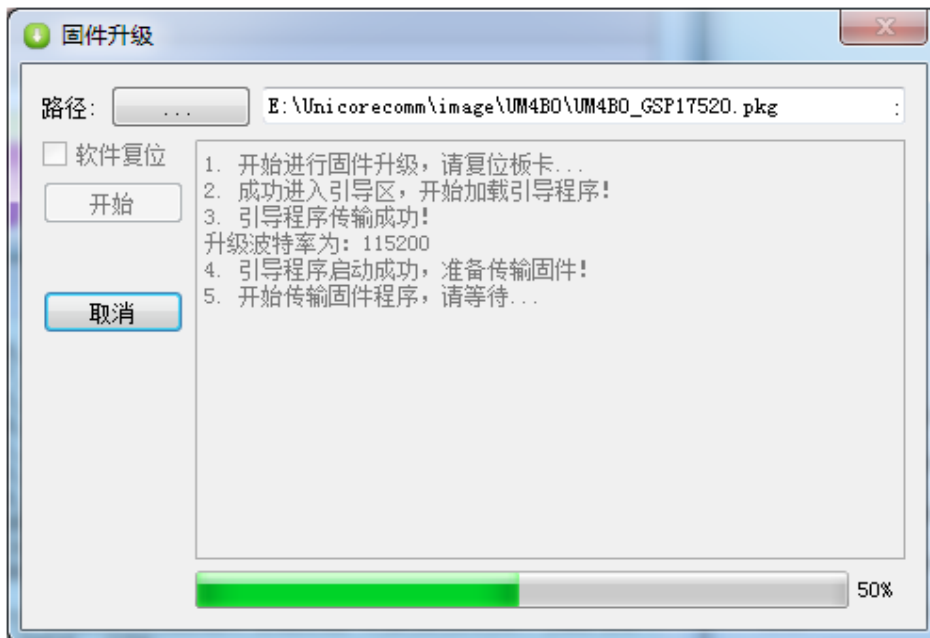 固件升级
路径: ... E:\Unicorecomm\image\UM4B0\UM4B0_GSP17520.pkg :
软件复位
开始
取消
1. 开始进行固件升级，请复位板卡...
2. 成功进入引导区，开始加载引导程序!
3. 引导程序传输成功!
升级波特率为: 115200
4. 引导程序启动成功，准备传输固件!
5. 开始传输固件程序，请等待...
50%